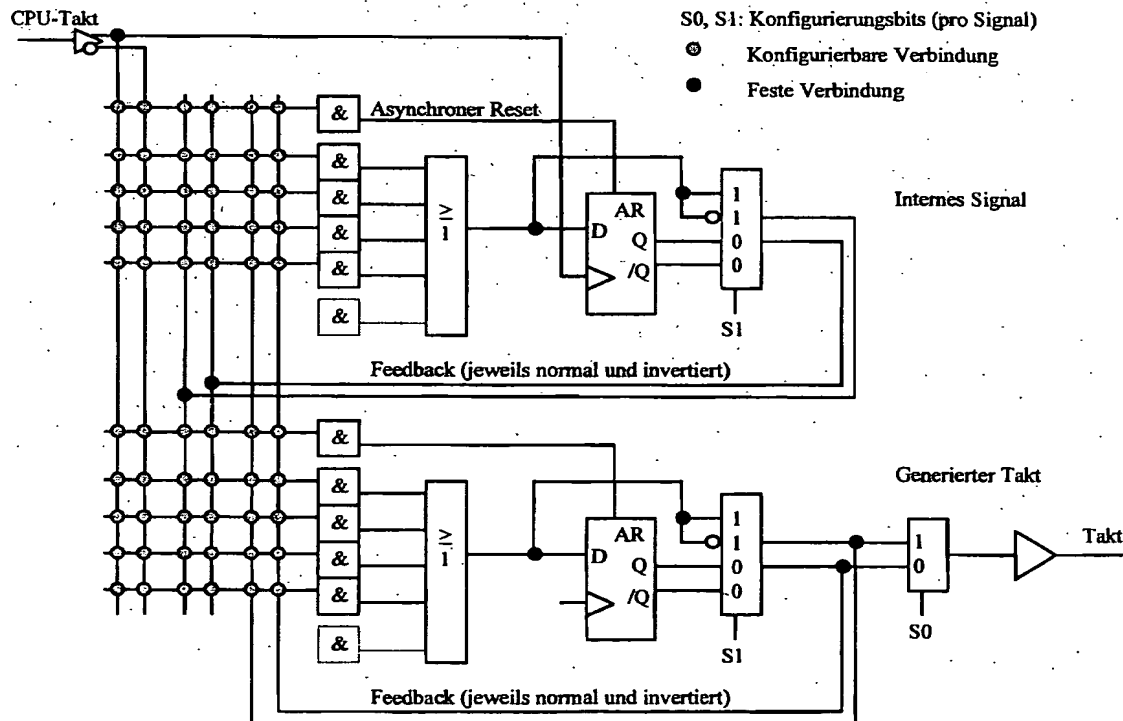 CPU-Takt
S0, S1: Konfigurierungsbits (pro Signal)
Konfigurierbare Verbindung
Feste Verbindung
&
Asynchroner Reset
&
&
&
&
&
≥
1
AR
D
Q
/Q
1
1
0
0
S1
Internes Signal
Feedback (jeweils normal und invertiert)
&
&
&
&
&
&
≥
1
AR
D
Q
/Q
1
1
0
0
S1
Generierter Takt
1
0
S0
Takt
Feedback (jeweils normal und invertiert)